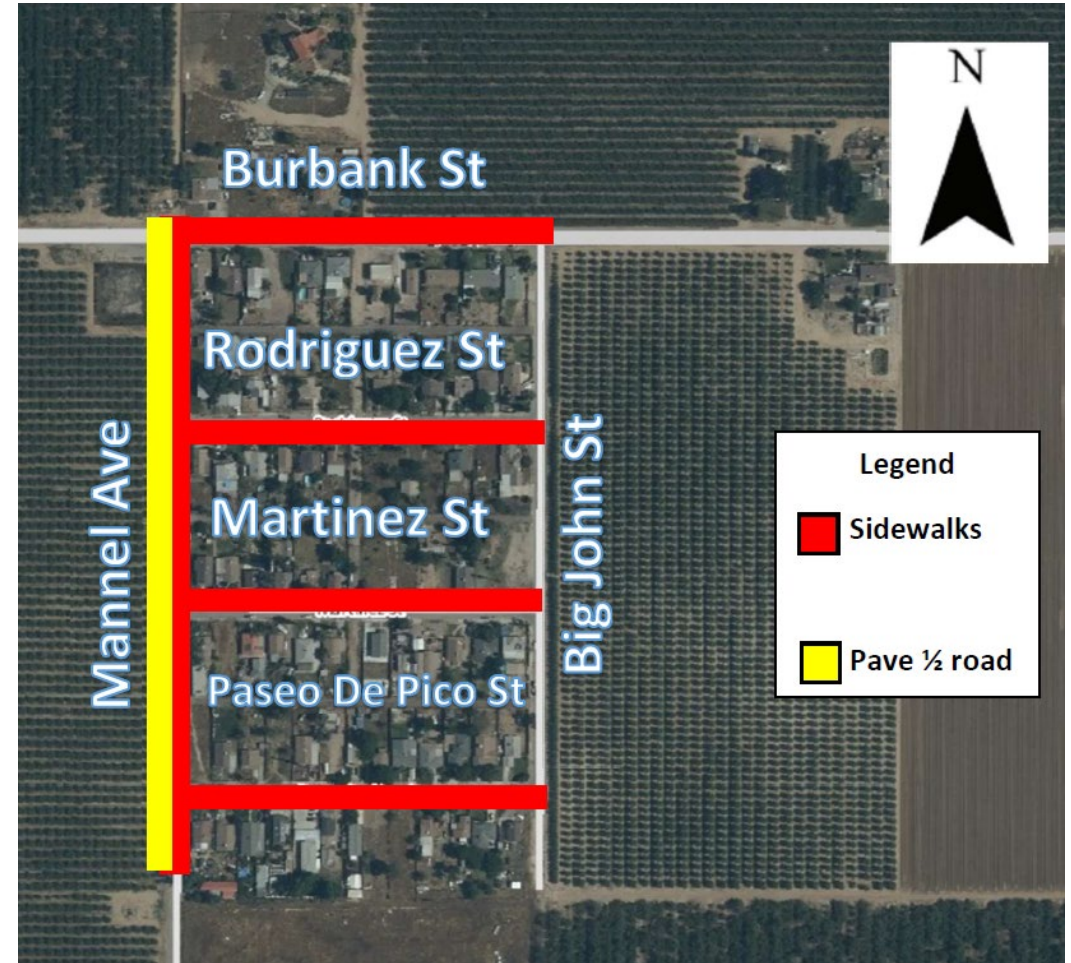 N
Burbank St
Rodriguez St
Mannel Ave
Big John St
Martinez St
Legend
Sidewalks
Paseo De Pico St
Pave ½ road